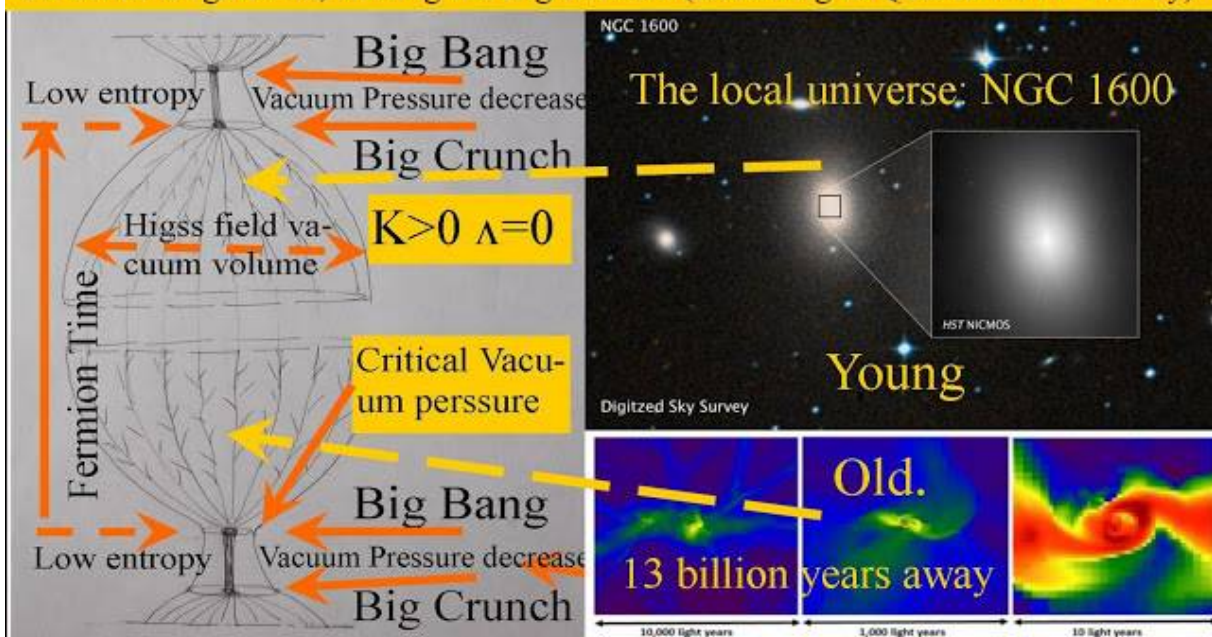 Big Bang
Low entropy
Vacuum Pressure decrease
Big Crunch
Higss field va-
cuum volume
K>0 Λ=0
Fermion-Time
Critical Vacu-
um perssure
Big Bang
Low entropy
Vacuum Pressure decrease
Big Crunch
NGC 1600
The local universe: NGC 1600
HST NICMOS
Young
Digitzed Sky Survey
Old.
13 billion years away
10,000 light years
1,000 light years
10 light years